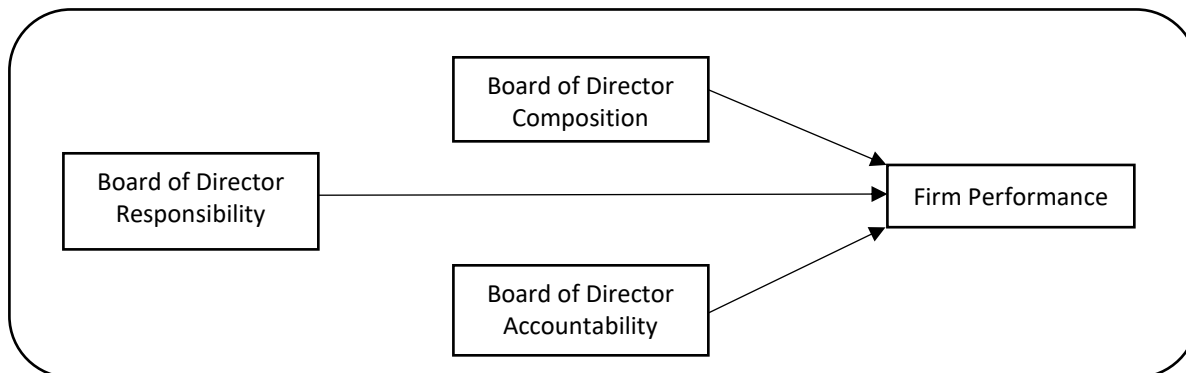 Board of Director
Composition
Board of Director
Responsibility
Firm Performance
Board of Director
Accountability